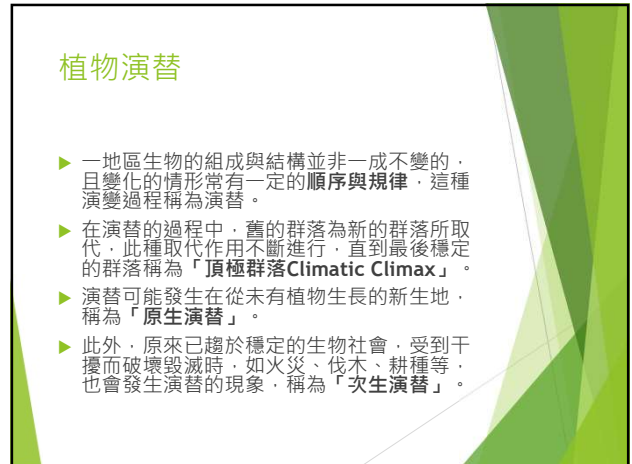 植物演替
一地區生物的組成與結構並非一成不變的，
且變化的情形常有一定的順序與規律，這種
演變過程稱為演替。
在演替的過程中，舊的群落為新的群落所取
代，此種取代作用不斷進行，直到最後穩定
的群落稱為「頂極群落Climatic Climax」。
演替可能發生在從未有植物生長的新生地，
稱為「原生演替」。
此外，原來已趨於穩定的生物社會，受到干
擾而破壞毀滅時，如火災、伐木、耕種等，
也會發生演替的現象，稱為「次生演替」。